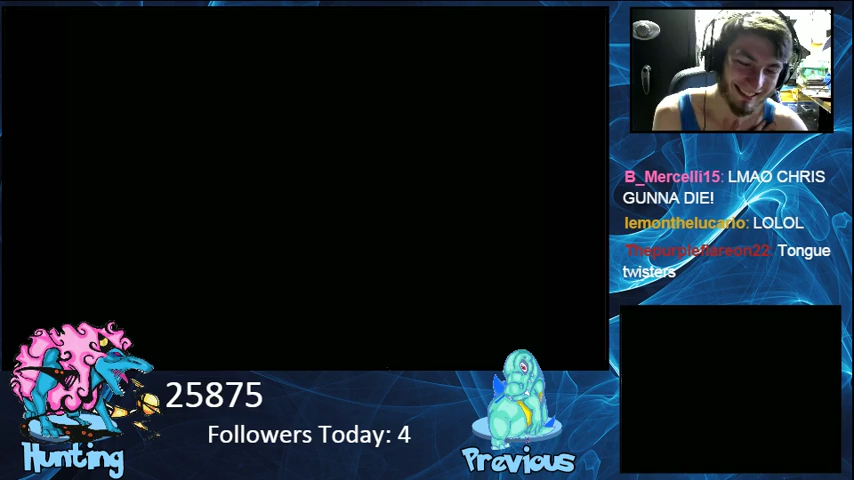 B_Mercelli15: LMAO CHRIS
GUNNA DIE!
lemonthelucario: LOLOL
Thepurpleflareon22: Tongue
twisters
25875
Followers Today: 4
Hunting
Previous